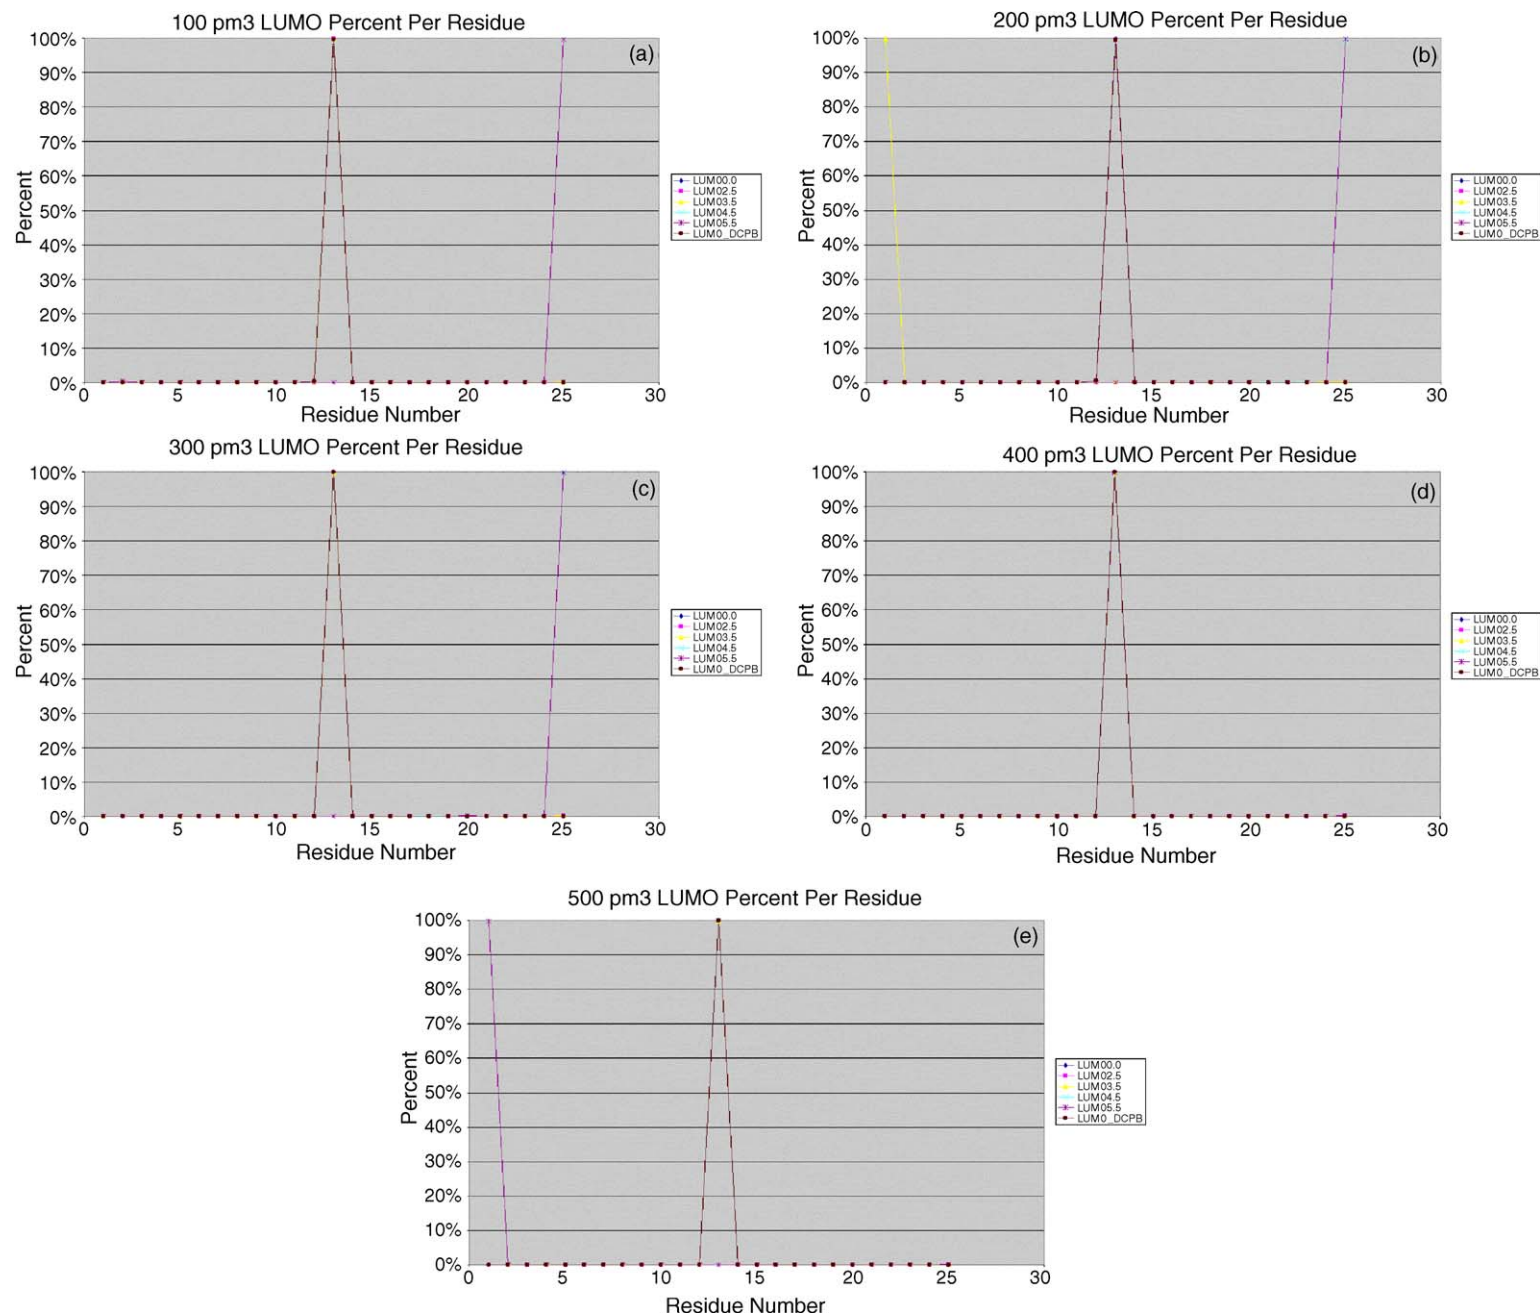 100 pm3 LUMO Percent Per Residue
(a)
100%
90%
80%
70%
60%
50%
40%
30%
20%
10%
0%
Percent
0 5 10 15 20 25 30
Residue Number
LUM00.0
LUM02.5
LUM03.5
LUM04.5
LUM05.5
LUM0_DCPB
200 pm3 LUMO Percent Per Residue
(b)
100%
90%
80%
70%
60%
50%
40%
30%
20%
10%
0%
Percent
0 5 10 15 20 25 30
Residue Number
LUM00.0
LUM02.5
LUM03.5
LUM04.5
LUM05.5
LUM0_DCPB
300 pm3 LUMO Percent Per Residue
(c)
100%
90%
80%
70%
60%
50%
40%
30%
20%
10%
0%
Percent
0 5 10 15 20 25 30
Residue Number
LUM00.0
LUM02.5
LUM03.5
LUM04.5
LUM05.5
LUM0_DCPB
400 pm3 LUMO Percent Per Residue
(d)
100%
90%
80%
70%
60%
50%
40%
30%
20%
10%
0%
Percent
0 5 10 15 20 25 30
Residue Number
LUM00.0
LUM02.5
LUM03.5
LUM04.5
LUM05.5
LUM0_DCPB
500 pm3 LUMO Percent Per Residue
(e)
100%
90%
80%
70%
60%
50%
40%
30%
20%
10%
0%
Percent
0 5 10 15 20 25 30
Residue Number
LUM00.0
LUM02.5
LUM03.5
LUM04.5
LUM05.5
LUM0_DCPB